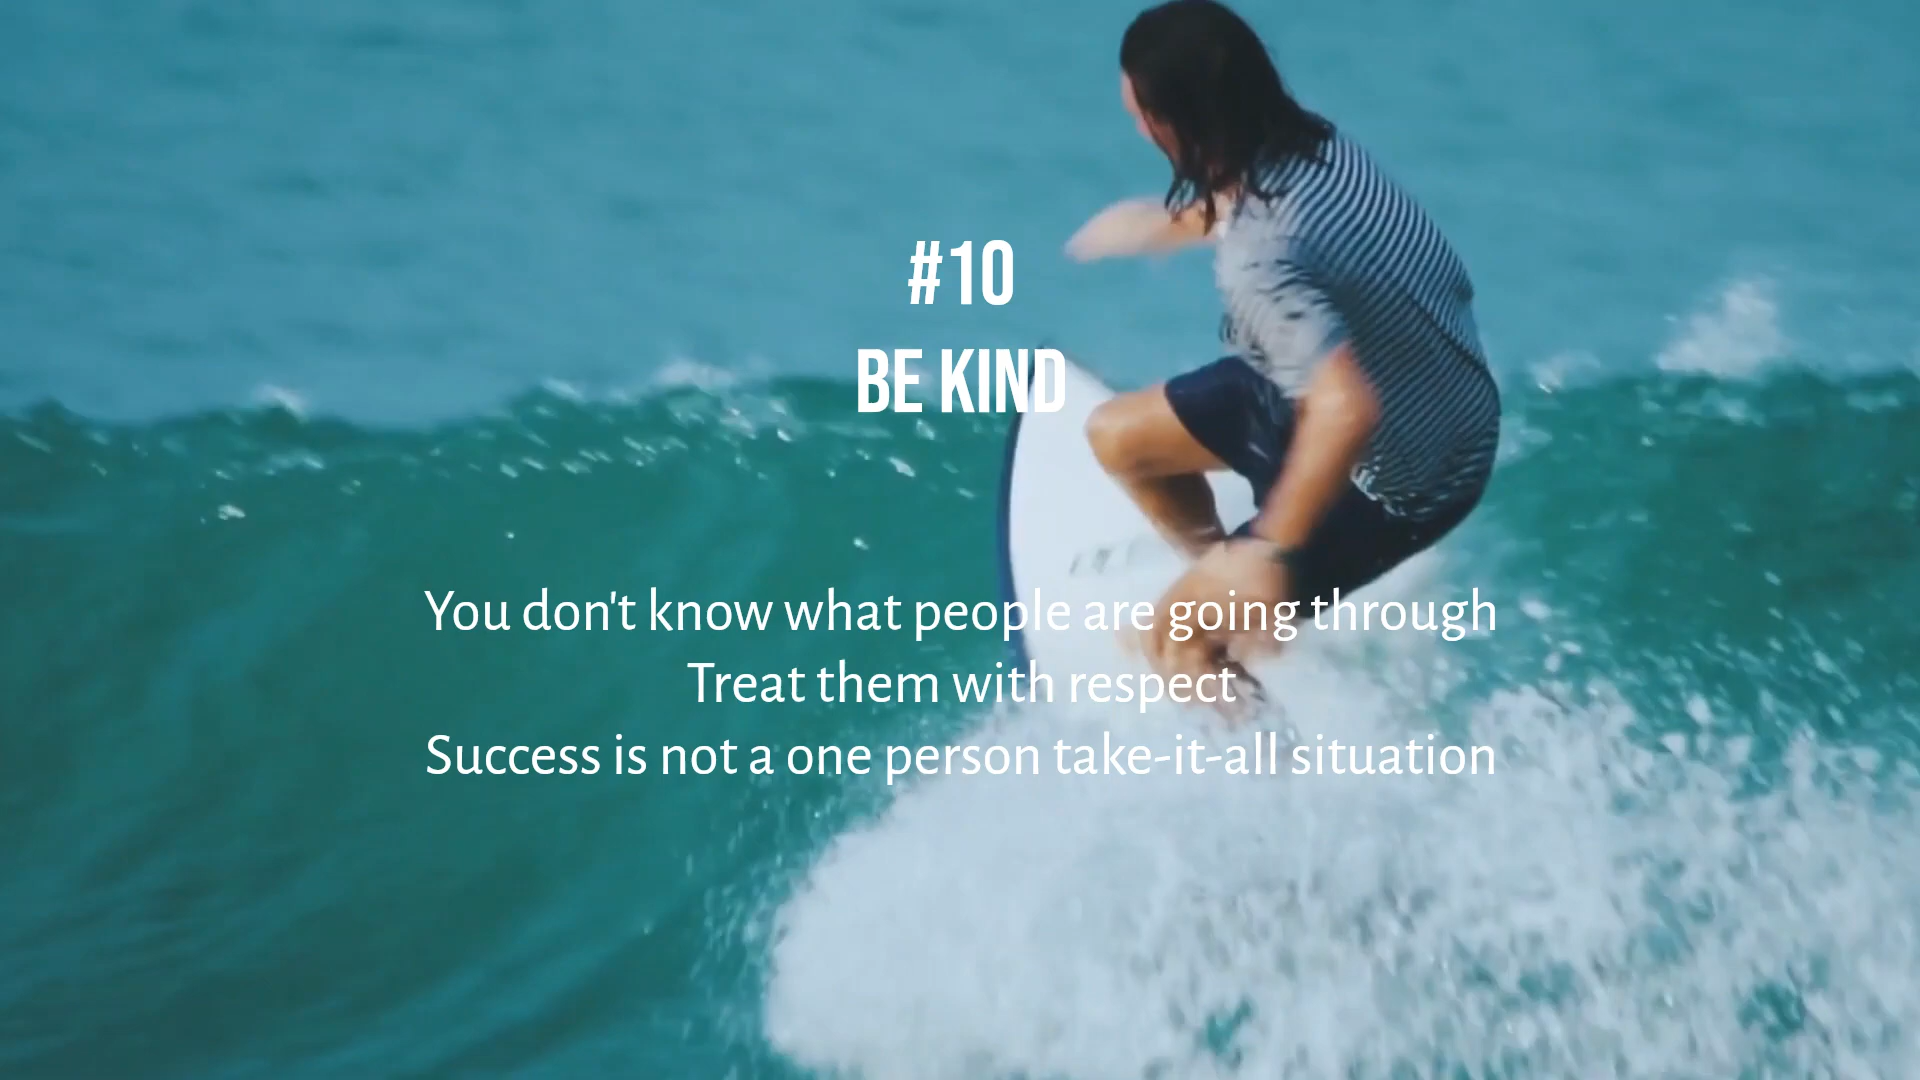 #10
BE KIND
You don't know what people are going through
Treat them with respect
Success is not a one person take-it-all situation